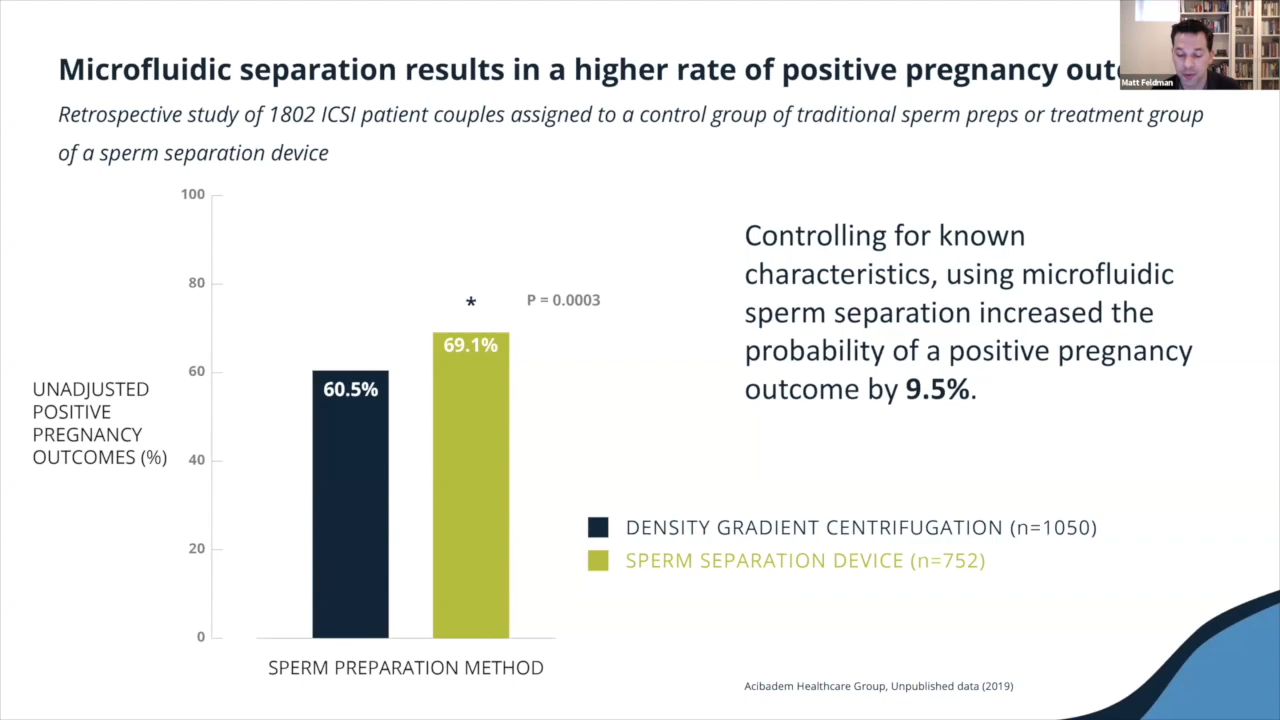 Microfluidic separation results in a higher rate of positive pregnancy
Matt Feldman
Retrospective study of 1802 ICSI patient couples assigned to a control group of traditional sperm preps or treatment group
of a sperm separation device
100
80
60
40
20
0
UNADJUSTED
POSITIVE
PREGNANCY
OUTCOMES (%)
60.5%
*
69.1%
P = 0.0003
SPERM PREPARATION METHOD
Controlling for known
characteristics, using microfluidic
sperm separation increased the
probability of a positive pregnancy
outcome by 9.5%.
DENSITY GRADIENT CENTRIFUGATION (n=1050)
SPERM SEPARATION DEVICE (n=752)
Acibadem Healthcare Group, Unpublished data (2019)